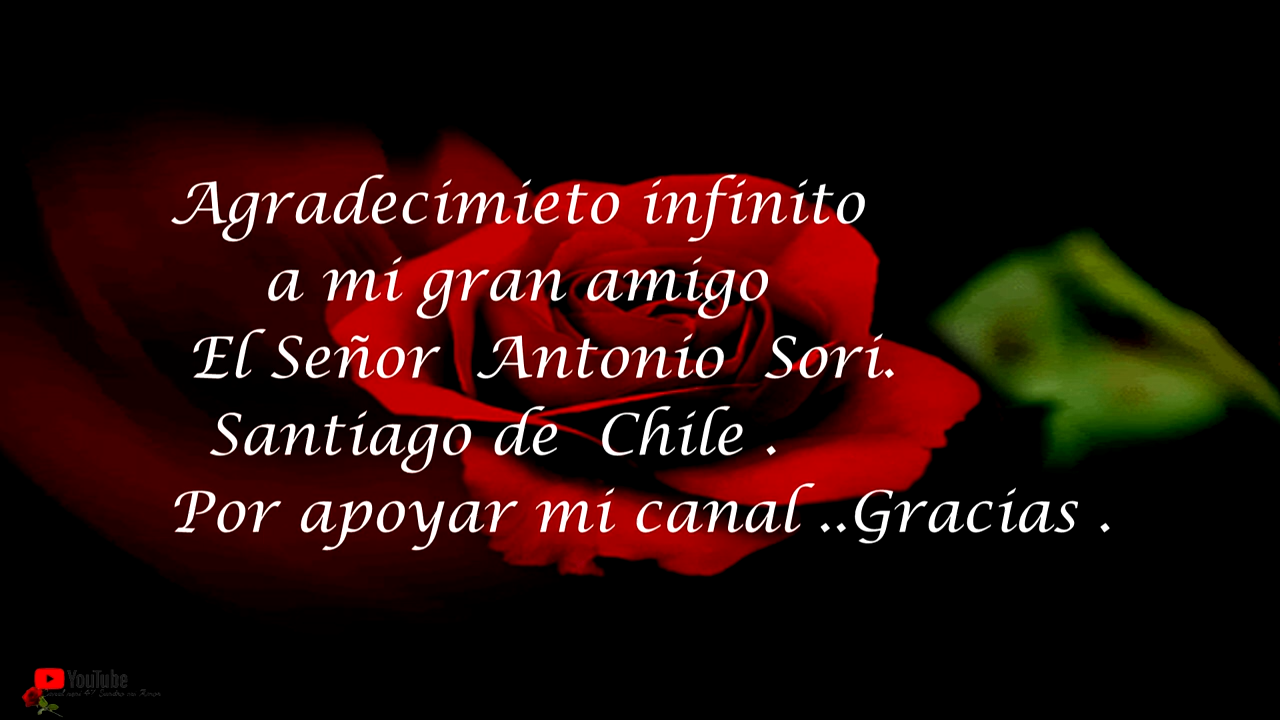 Agradecimieto infinito
a mi gran amigo
El Señor Antonio Sori.
Santiago de Chile .
Por apoyar mi canal ..Gracias .
YouTube